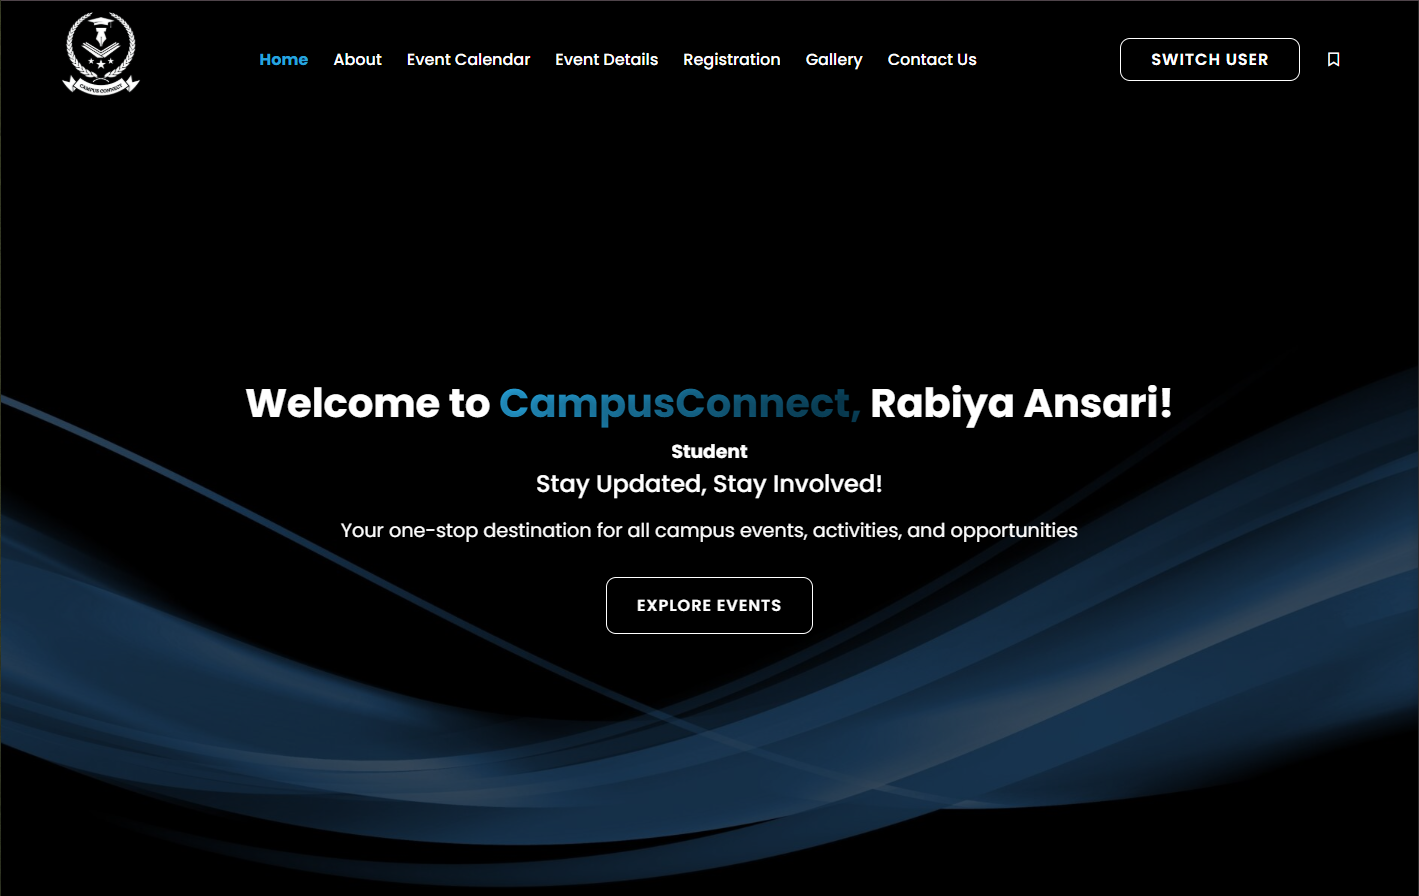 CAMPUS CONNECT
Home About Event Calendar Event Details Registration Gallery Contact Us SWITCH USER
Welcome to CampusConnect, Rabiya Ansari!
Student
Stay Updated, Stay Involved!
Your one-stop destination for all campus events, activities, and opportunities
EXPLORE EVENTS